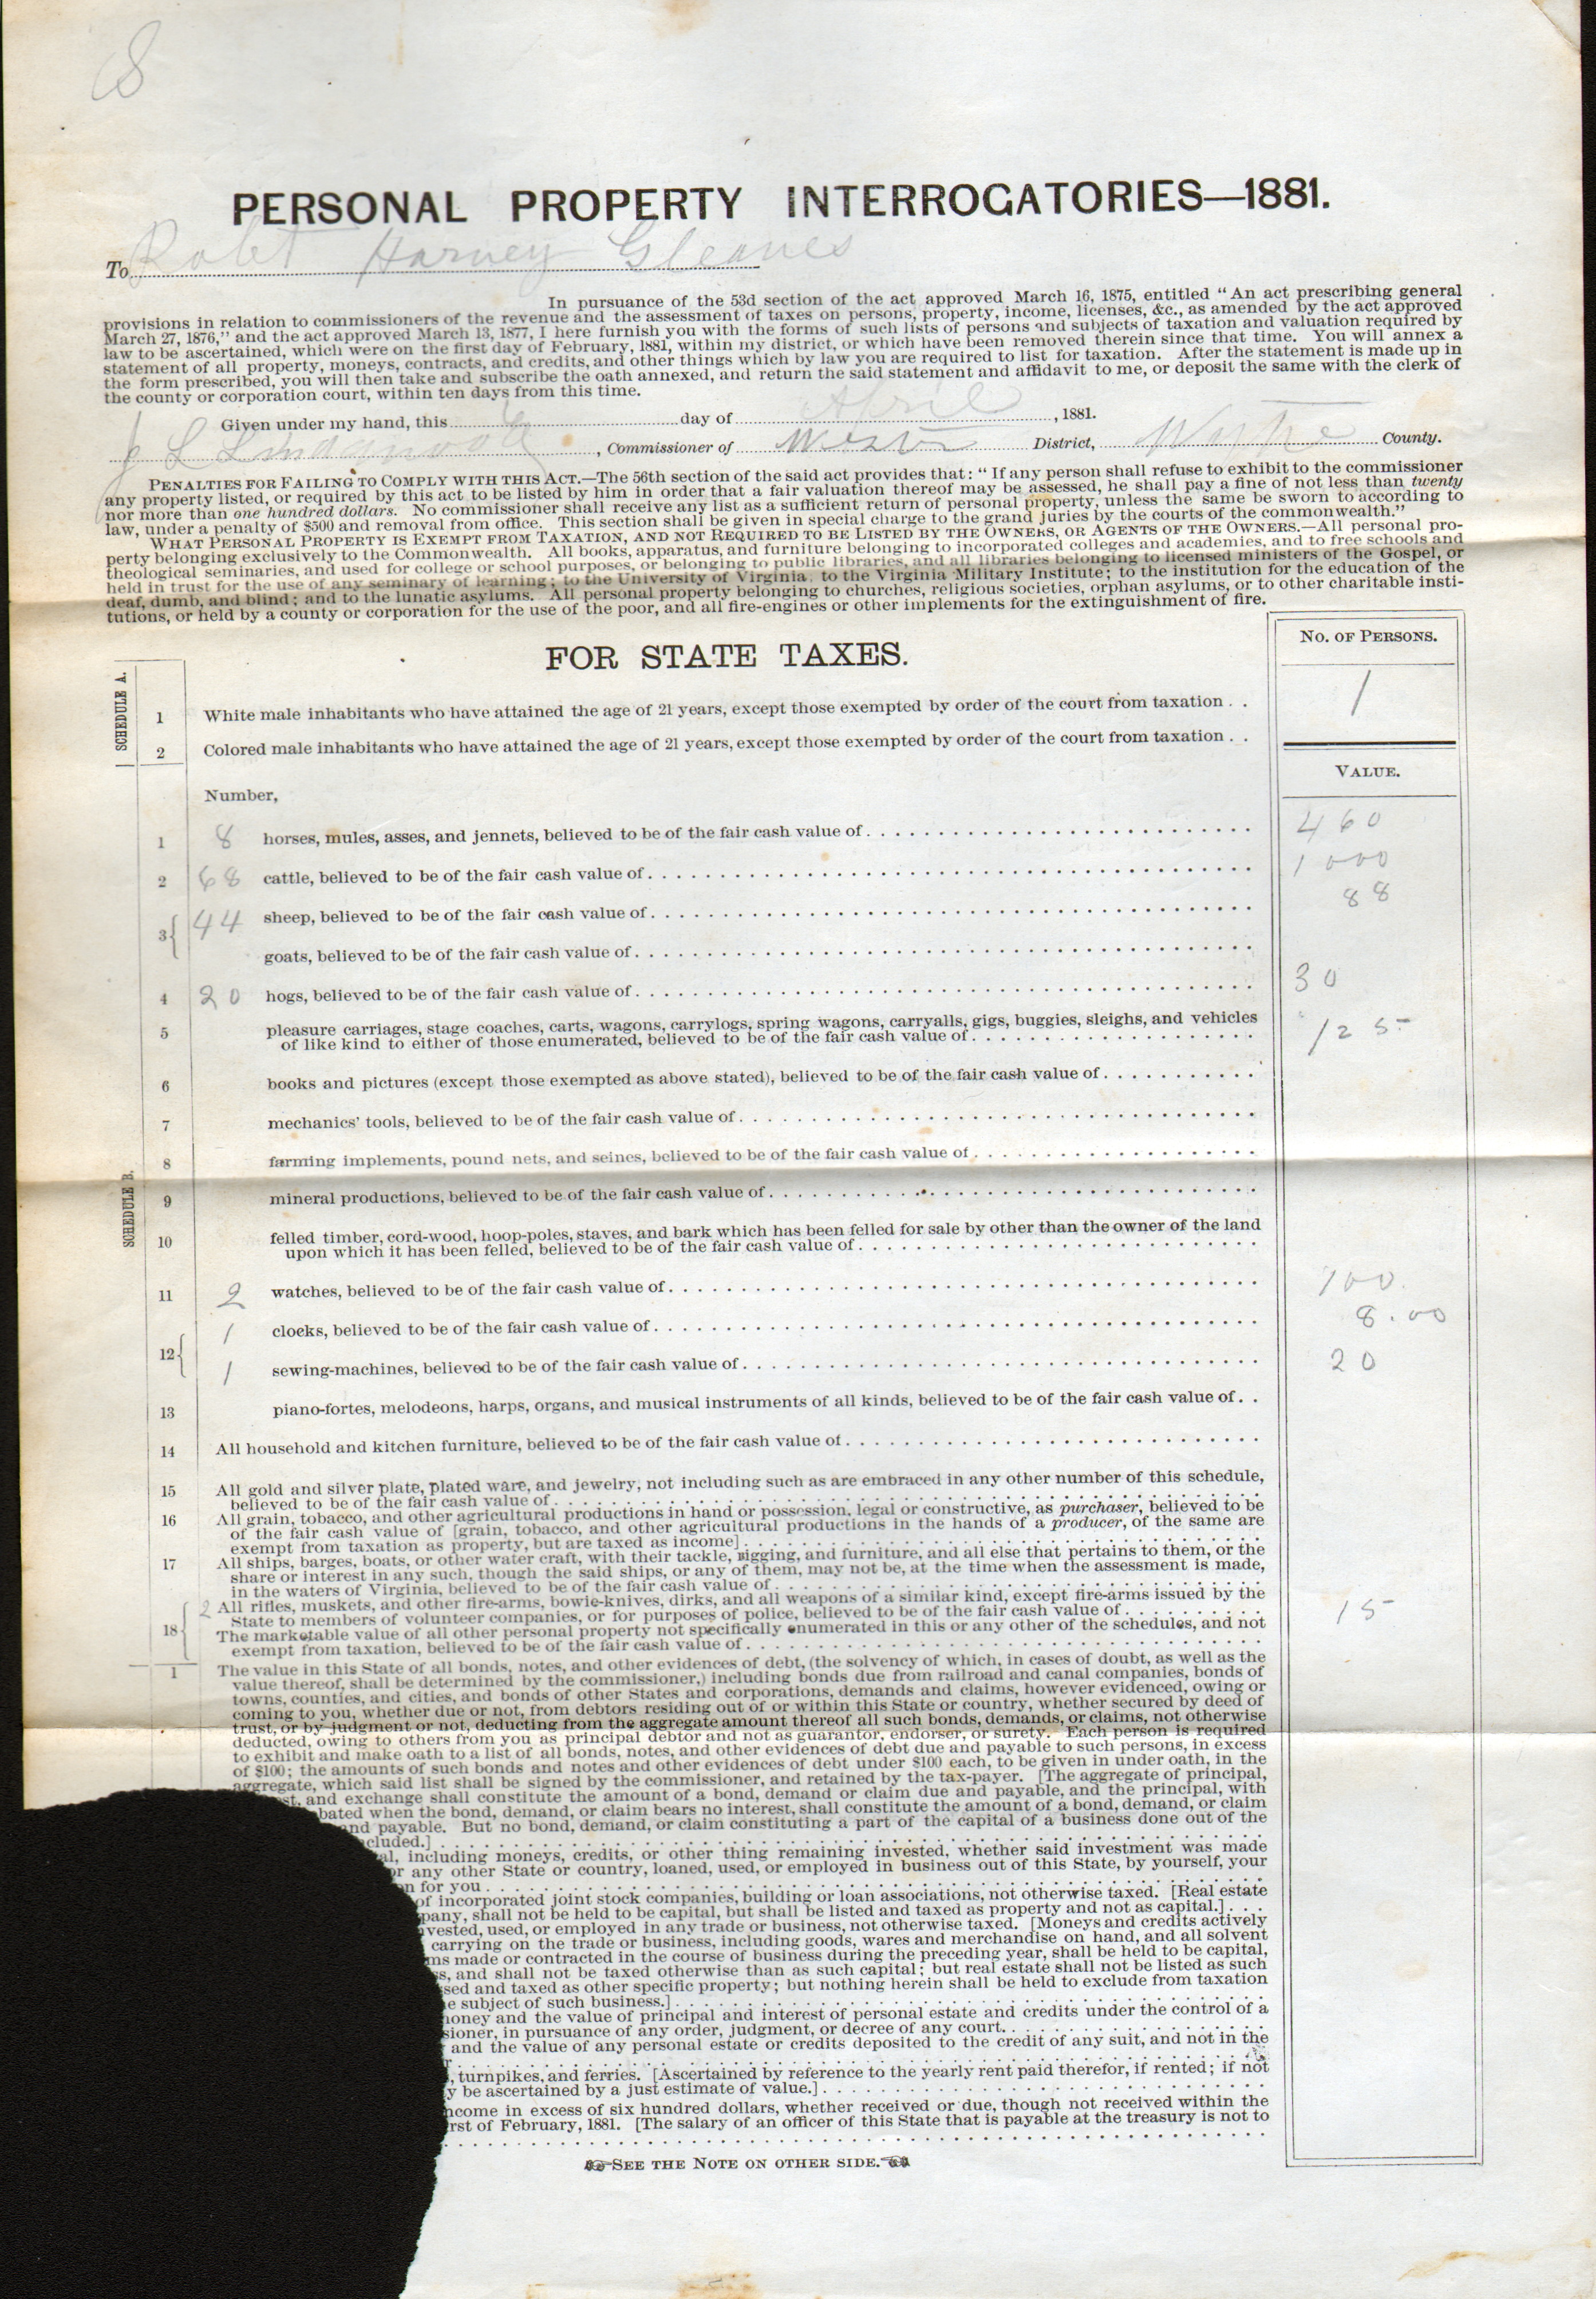 8
PERSONAL PROPERTY INTERROGATORIES—1881.
To Robt Harvey Gleaves
In pursuance of the 53d section of the act approved March 16, 1875, entitled "An act prescribing general
provisions in relation to commissioners of the revenue and the assessment of taxes on persons, property, income, licenses, &c., as amended by the act approved
March 27, 1876," and the act approved March 13, 1877, I here furnish you with the forms of such lists of persons and subjects of taxation and valuation required by
law to be ascertained, which were on the first day of February, 1881, within my district, or which have been removed therein since that time. You will annex a
statement of all property, moneys, contracts, and credits, and other things which by law you are required to list for taxation. After the statement is made up in
the form prescribed, you will then take and subscribe the oath annexed, and return the said statement and affidavit to me, or deposit the same with the clerk of
the county or corporation court, within ten days from this time.
Given under my hand, this 6 day of April, 1881.
J L , Commissioner of Western District, Wythe County.
PENALTIES FOR FAILING TO COMPLY WITH THIS ACT.—The 56th section of the said act provides that: "If any person shall refuse to exhibit to the commissioner
any property listed, or required by this act to be listed by him in order that a fair valuation thereof may be assessed, he shall pay a fine of not less than twenty
nor more than one hundred dollars. No commissioner shall receive any list as a sufficient return of personal property, unless the same be sworn to according to
law, under a penalty of $500 and removal from office. This section shall be given in special charge to the grand juries by the courts of the commonwealth."
WHAT PERSONAL PROPERTY IS EXEMPT FROM TAXATION, AND NOT REQUIRED TO BE LISTED BY THE OWNERS, OR AGENTS OF THE OWNERS.—All personal pro-
perty belonging exclusively to the Commonwealth. All books, apparatus, and furniture belonging to incorporated colleges and academies, and to free schools and
theological seminaries, and used for college or school purposes, or belonging to public libraries, and all libraries belonging to licensed ministers of the Gospel, or
held in trust for the use of any seminary of learning; to the University of Virginia, to the Virginia Military Institute; to the institution for the education of the
deaf, dumb, and blind; and to the lunatic asylums. All personal property belonging to churches, religious societies, orphan asylums, or to other charitable insti-
tutions, or held by a county or corporation for the use of the poor, and all fire-engines or other implements for the extinguishment of fire.
FOR STATE TAXES.
No. OF PERSONS.
SCHEDULE A.
1 White male inhabitants who have attained the age of 21 years, except those exempted by order of the court from taxation . . 1
2 Colored male inhabitants who have attained the age of 21 years, except those exempted by order of the court from taxation . .
VALUE.
Number,
SCHEDULE B.
1 8 horses, mules, asses, and jennets, believed to be of the fair cash value of 460
2 68 cattle, believed to be of the fair cash value of 1000
3 44 sheep, believed to be of the fair cash value of 88
goats, believed to be of the fair cash value of
4 20 hogs, believed to be of the fair cash value of 30
5 pleasure carriages, stage coaches, carts, wagons, carrylogs, spring wagons, carryalls, gigs, buggies, sleighs, and vehicles
of like kind to either of those enumerated, believed to be of the fair cash value of 125
6 books and pictures (except those exempted as above stated), believed to be of the fair cash value of
7 mechanics' tools, believed to be of the fair cash value of
8 farming implements, pound nets, and seines, believed to be of the fair cash value of
9 mineral productions, believed to be of the fair cash value of
10 felled timber, cord-wood, hoop-poles, staves, and bark which has been felled for sale by other than the owner of the land
upon which it has been felled, believed to be of the fair cash value of
11 2 watches, believed to be of the fair cash value of 100.
12 1 clocks, believed to be of the fair cash value of 8.00
1 sewing-machines, believed to be of the fair cash value of 20
13 piano-fortes, melodeons, harps, organs, and musical instruments of all kinds, believed to be of the fair cash value of
14 All household and kitchen furniture, believed to be of the fair cash value of
15 All gold and silver plate, plated ware, and jewelry, not including such as are embraced in any other number of this schedule,
believed to be of the fair cash value of
16 All grain, tobacco, and other agricultural productions in hand or possession, legal or constructive, as purchaser, believed to be
of the fair cash value of [grain, tobacco, and other agricultural productions in the hands of a producer, of the same are
exempt from taxation as property, but are taxed as income]
17 All ships, barges, boats, or other water craft, with their tackle, rigging, and furniture, and all else that pertains to them, or the
share or interest in any such, though the said ships, or any of them, may not be, at the time when the assessment is made,
in the waters of Virginia, believed to be of the fair cash value of
18 2 All rifles, muskets, and other fire-arms, bowie-knives, dirks, and all weapons of a similar kind, except fire-arms issued by the
State to members of volunteer companies, or for purposes of police, believed to be of the fair cash value of 15
The marketable value of all other personal property not specifically enumerated in this or any other of the schedules, and not
exempt from taxation, believed to be of the fair cash value of
1 The value in this State of all bonds, notes, and other evidences of debt, (the solvency of which, in cases of doubt, as well as the
value thereof, shall be determined by the commissioner,) including bonds due from railroad and canal companies, bonds of
towns, counties, and cities, and bonds of other States and corporations, demands and claims, however evidenced, owing or
coming to you, whether due or not, from debtors residing out of or within this State or country, whether secured by deed of
trust, or by judgment or not, deducting from the aggregate amount thereof all such bonds, demands, or claims, not otherwise
deducted, owing to others from you as principal debtor and not as guarantor, endorser, or surety. Each person is required
to exhibit and make oath to a list of all bonds, notes, and other evidences of debt due and payable to such persons, in excess
of $100; the amounts of such bonds and notes and other evidences of debt under $100 each, to be given in under oath, in the
aggregate, which said list shall be signed by the commissioner, and retained by the tax-payer. [The aggregate of principal,
est, and exchange shall constitute the amount of a bond, demand or claim due and payable, and the principal, with
bated when the bond, demand, or claim bears no interest, shall constitute the amount of a bond, demand, or claim
and payable. But no bond, demand, or claim constituting a part of the capital of a business done out of the
cluded.]
al, including moneys, credits, or other thing remaining invested, whether said investment was made
or any other State or country, loaned, used, or employed in business out of this State, by yourself, your
on for you
of incorporated joint stock companies, building or loan associations, not otherwise taxed. [Real estate
pany, shall not be held to be capital, but shall be listed and taxed as property and not as capital.]
vested, used, or employed in any trade or business, not otherwise taxed. [Moneys and credits actively
carrying on the trade or business, including goods, wares and merchandise on hand, and all solvent
ms made or contracted in the course of business during the preceding year, shall be held to be capital,
s, and shall not be taxed otherwise than as such capital; but real estate shall not be listed as such
sed and taxed as other specific property; but nothing herein shall be held to exclude from taxation
e subject of such business.]
oney and the value of principal and interest of personal estate and credits under the control of a
sioner, in pursuance of any order, judgment, or decree of any court.
and the value of any personal estate or credits deposited to the credit of any suit, and not in the
r
, turnpikes, and ferries. [Ascertained by reference to the yearly rent paid therefor, if rented; if not
y be ascertained by a just estimate of value.]
ncome in excess of six hundred dollars, whether received or due, though not received within the
rst of February, 1881. [The salary of an officer of this State that is payable at the treasury is not to
SEE THE NOTE ON OTHER SIDE.